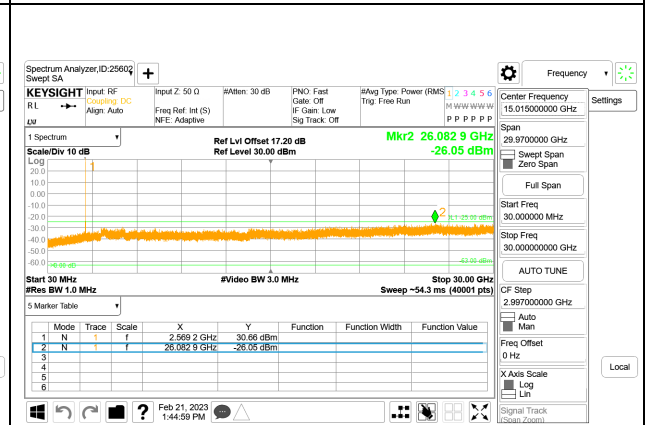 Spectrum Analyzer,ID:25602
Swept SA
Frequency
KEYSIGHT
Input: RF
Input Z: 50 Ω
#Atten: 30 dB
PNO: Fast
#Avg Type: Power (RMS
1 2 3 4 5 6
RL
Coupling: DC
Gate: Off
Trig: Free Run
M W W W W W
Align: Auto
Freq Ref: Int (S)
IF Gain: Low
NFE: Adaptive
Sig Track: Off
P P P P P P
Center Frequency
15.015000000 GHz
Settings
1 Spectrum
Ref Lvl Offset 17.20 dB
Mkr2 26.082 9 GHz
Scale/Div 10 dB
Ref Level 30.00 dBm
-26.05 dBm
Span
29.9700000 GHz
Swept Span
Zero Span
Log
1
20.0
10.0
0.00
-10.0
-20.0
2
DL1 -25.00 dBm
-30.0
-40.0
-50.0
-60.0
Full Span
Start Freq
30.000000 MHz
Stop Freq
30.000000000 GHz
AUTO TUNE
Start 30 MHz
#Video BW 3.0 MHz
Stop 30.00 GHz
#Res BW 1.0 MHz
Sweep ~54.3 ms (40001 pts)
CF Step
2.997000000 GHz
Auto
Man
5 Marker Table
Mode Trace Scale X Y Function Function Width Function Value
1 N 1 f 2.569 2 GHz 30.66 dBm
2 N 1 f 26.082 9 GHz -26.05 dBm
3
4
5
6
Freq Offset
0 Hz
X Axis Scale
Log
Lin
Local
Signal Track
(Span Zoom)
?
Feb 21, 2023
1:44:59 PM